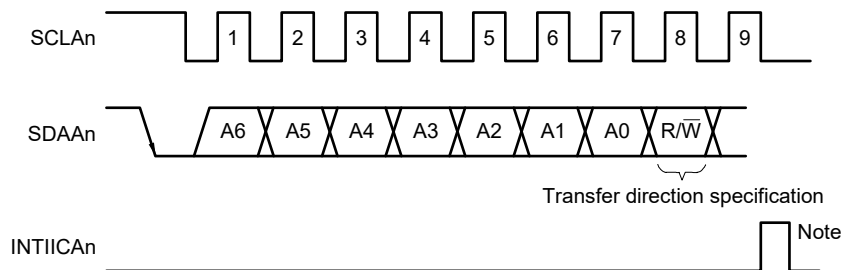 SCLAn 1 2 3 4 5 6 7 8 9
SDAAn A6 A5 A4 A3 A2 A1 A0 R/W̅
Transfer direction specification
INTIICAn Note